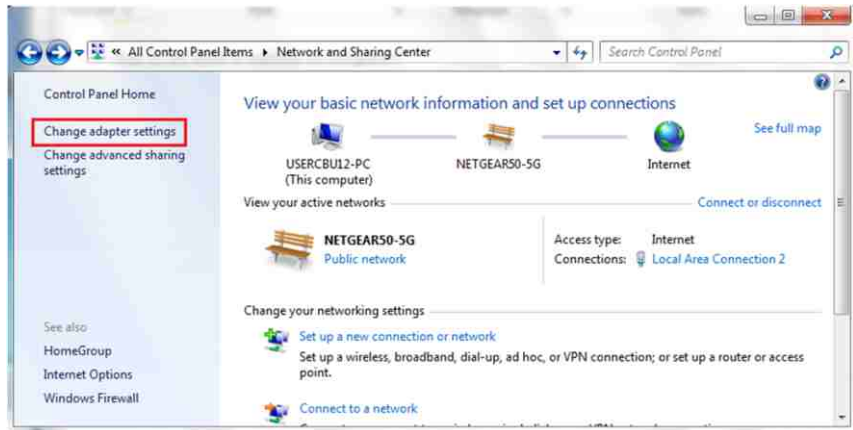 « All Control Panel Items ▸ Network and Sharing Center
Search Control Panel
Control Panel Home
Change adapter settings
Change advanced sharing
settings
See also
HomeGroup
Internet Options
Windows Firewall
View your basic network information and set up connections
See full map
USERCBU12-PC
(This computer)
NETGEAR50-5G
Internet
View your active networks
Connect or disconnect
NETGEAR50-5G
Public network
Access type: Internet
Connections: Local Area Connection 2
Change your networking settings
Set up a new connection or network
Set up a wireless, broadband, dial-up, ad hoc, or VPN connection; or set up a router or access
point.
Connect to a network